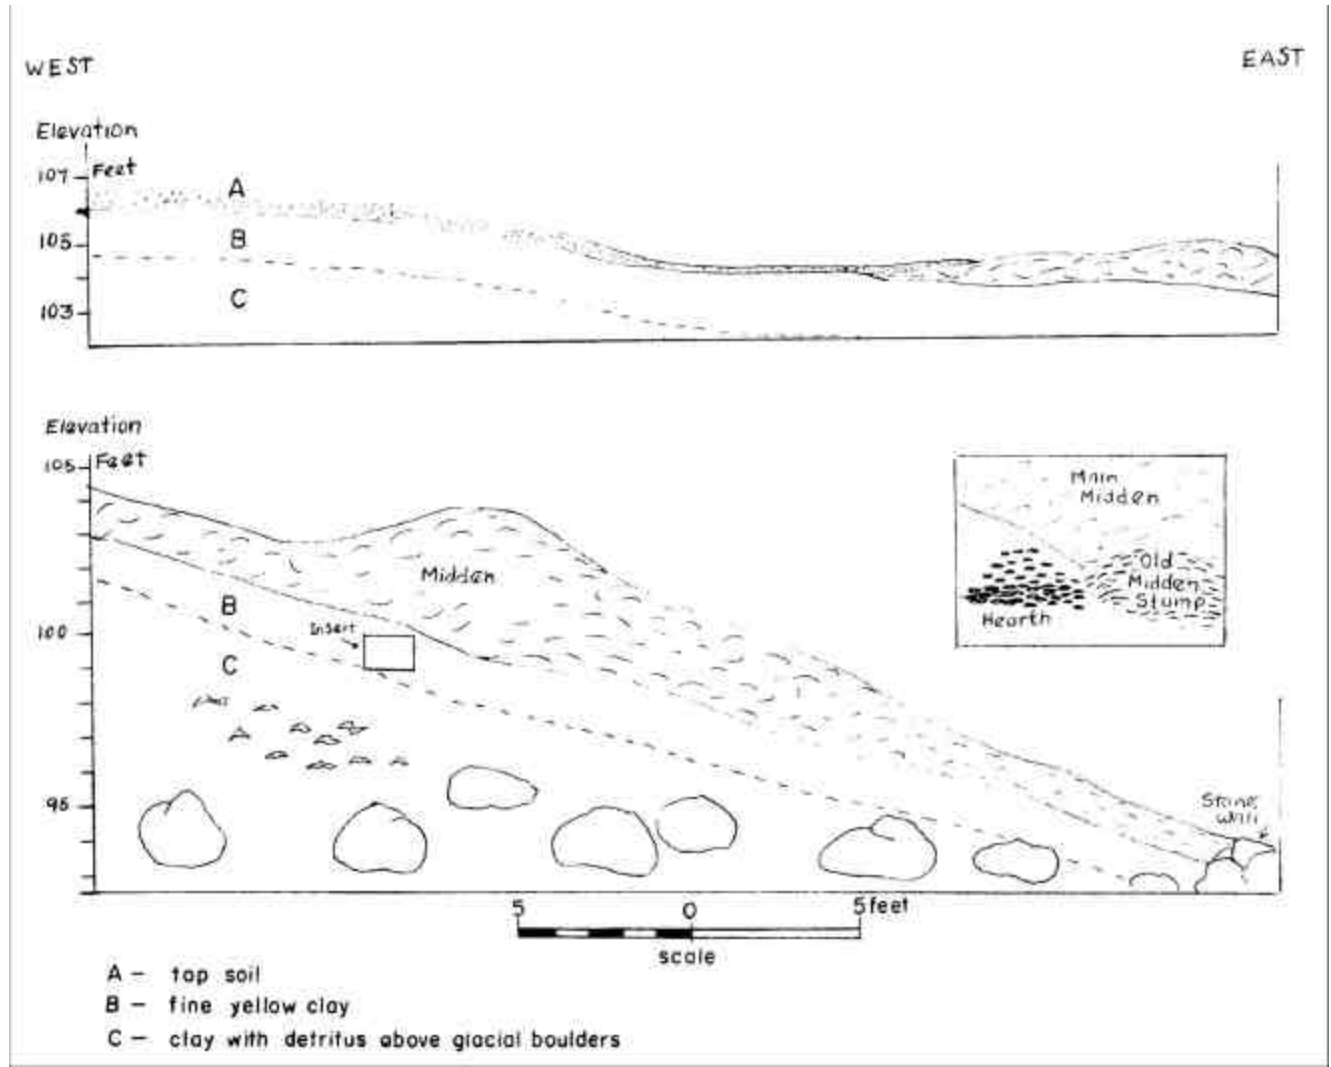 WEST
EAST
Elevation
Feet
107
105
103
A
B
C
Elevation
Feet
105
100
95
Midden
B
Insert
C
Main
Midden
Old
Midden
Stump
Hearth
Stone
Wall
5 0 5 feet
scale
A – top soil
B – fine yellow clay
C – clay with detritus above glacial boulders